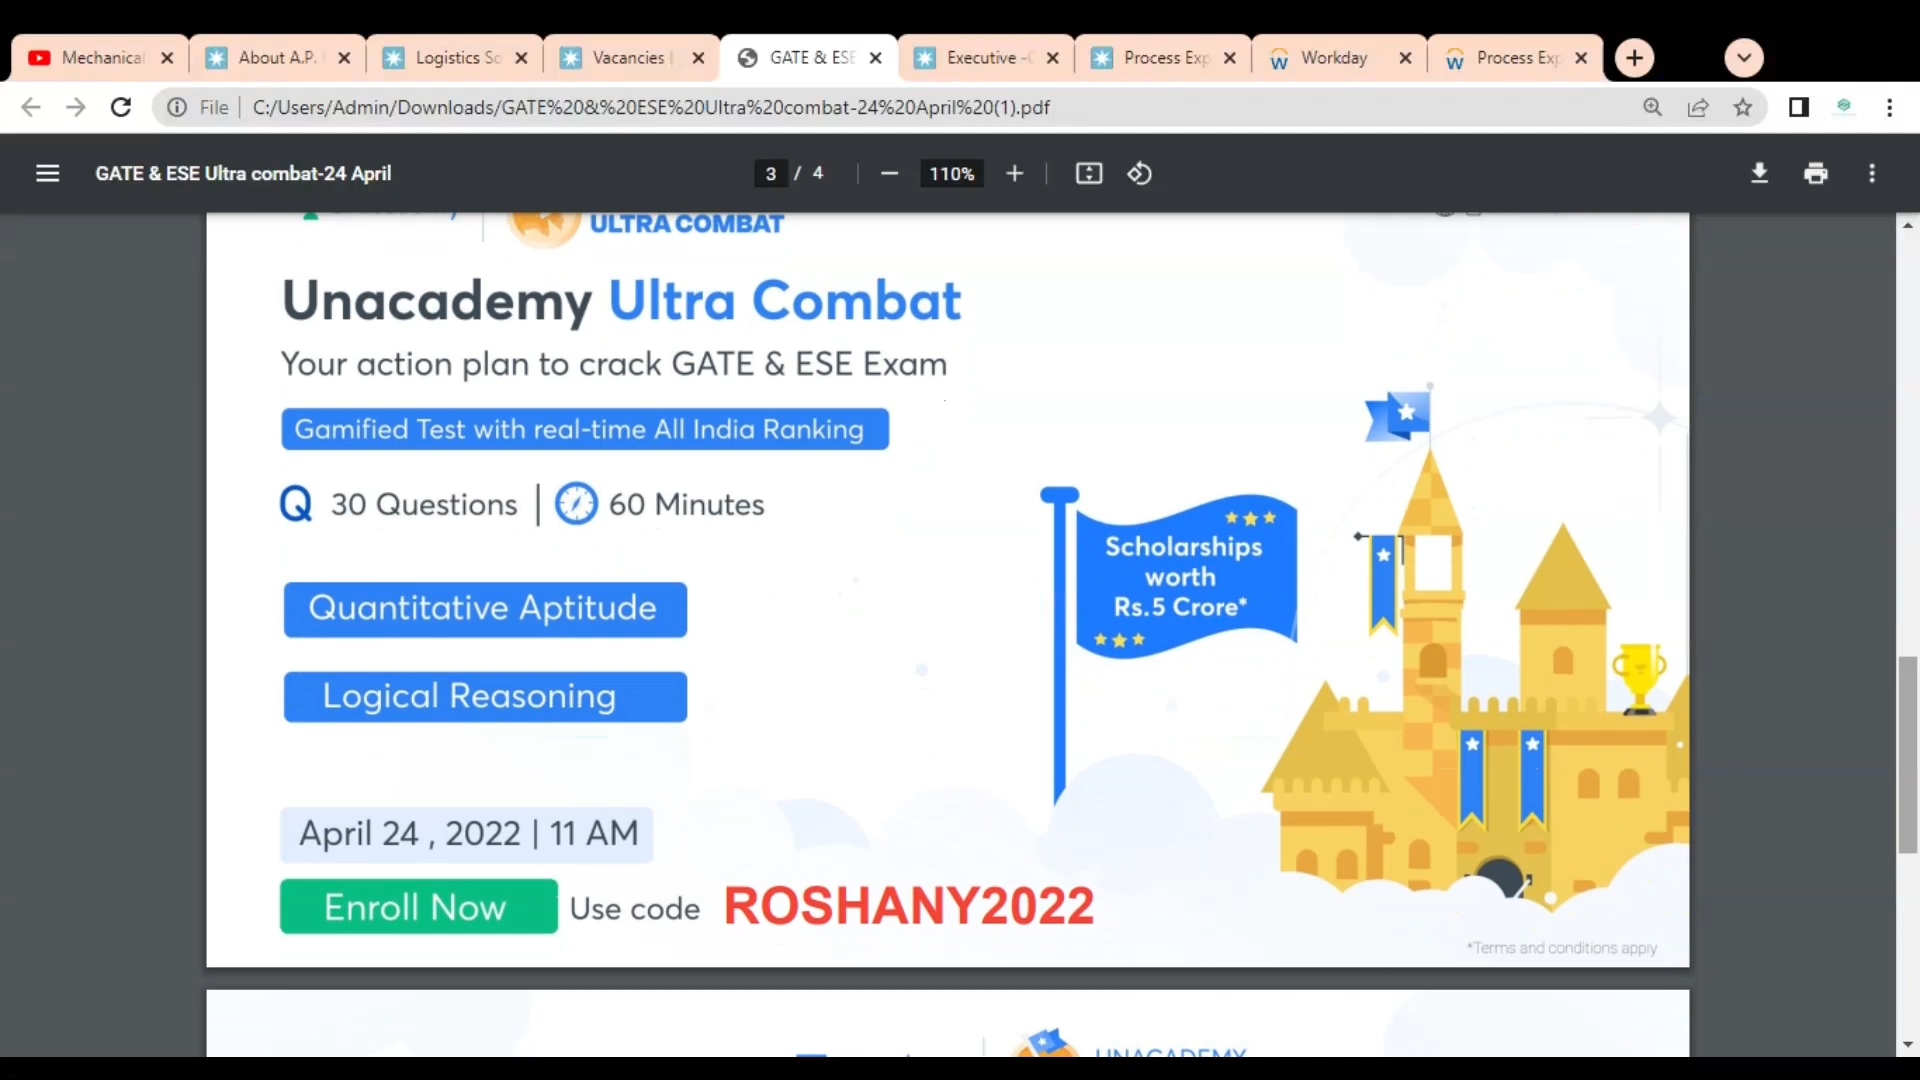 Mechanical
About A.P.
Logistics Sc
Vacancies
GATE & ESE
Executive -
Process Exp
Workday
Process Exp
File
C:/Users/Admin/Downloads/GATE%20&%20ESE%20Ultra%20combat-24%20April%20(1).pdf
GATE & ESE Ultra combat-24 April
3 / 4
110%
ULTRA COMBAT
Unacademy Ultra Combat
Your action plan to crack GATE & ESE Exam
Gamified Test with real-time All India Ranking
Q 30 Questions | 60 Minutes
Scholarships
worth
Rs.5 Crore*
Quantitative Aptitude
Logical Reasoning
April 24 , 2022 | 11 AM
Enroll Now Use code ROSHANY2022
*Terms and conditions apply
UNACADEMY